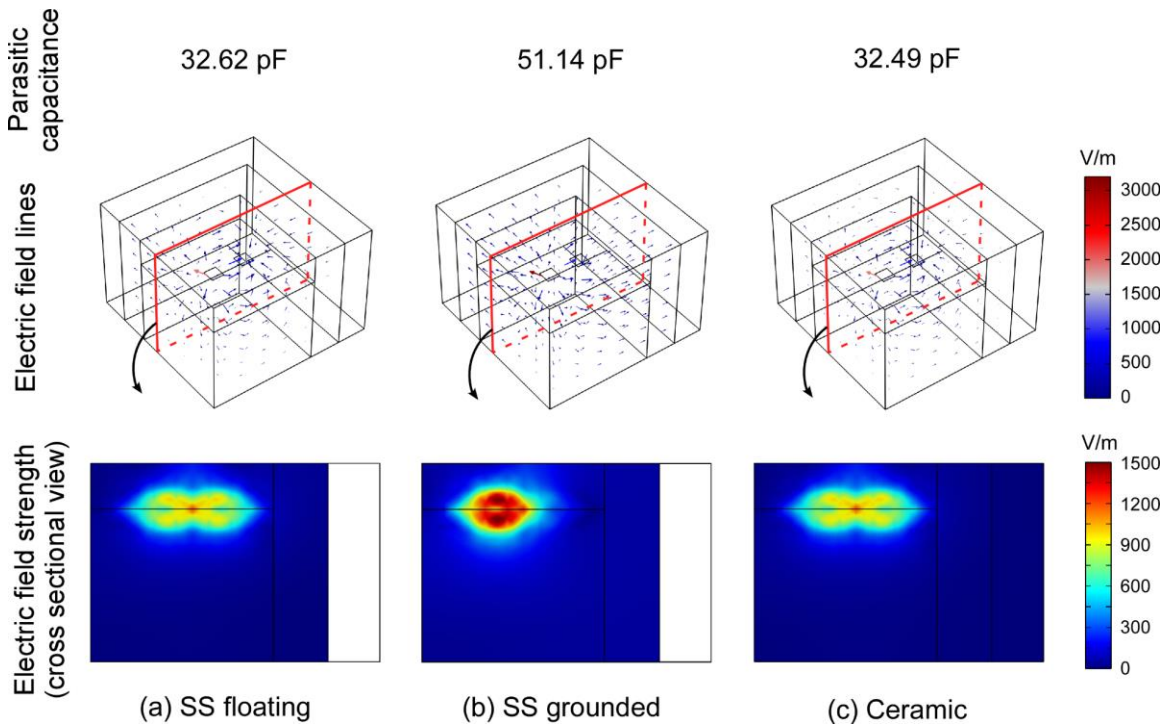 Parasitic
capacitance
32.62 pF
51.14 pF
32.49 pF
Electric field lines
V/m
3000
2500
2000
1500
1000
500
0
Electric field strength
(cross sectional view)
V/m
1500
1200
900
600
300
0
(a) SS floating
(b) SS grounded
(c) Ceramic